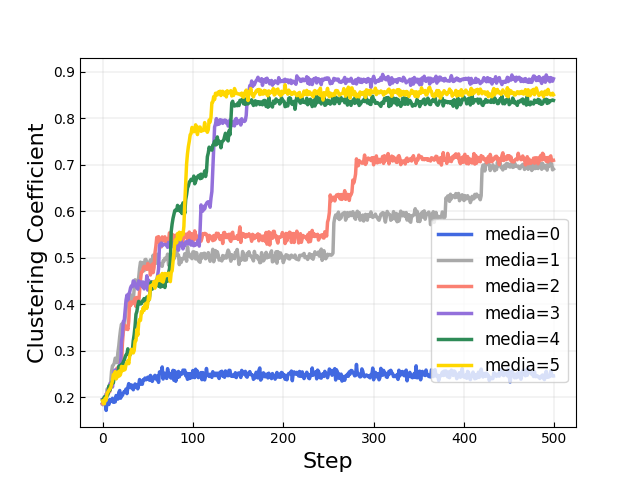 0.9
0.8
0.7
0.6
0.5
0.4
0.3
0.2
Clustering Coefficient
media=0
media=1
media=2
media=3
media=4
media=5
0 100 200 300 400 500
Step